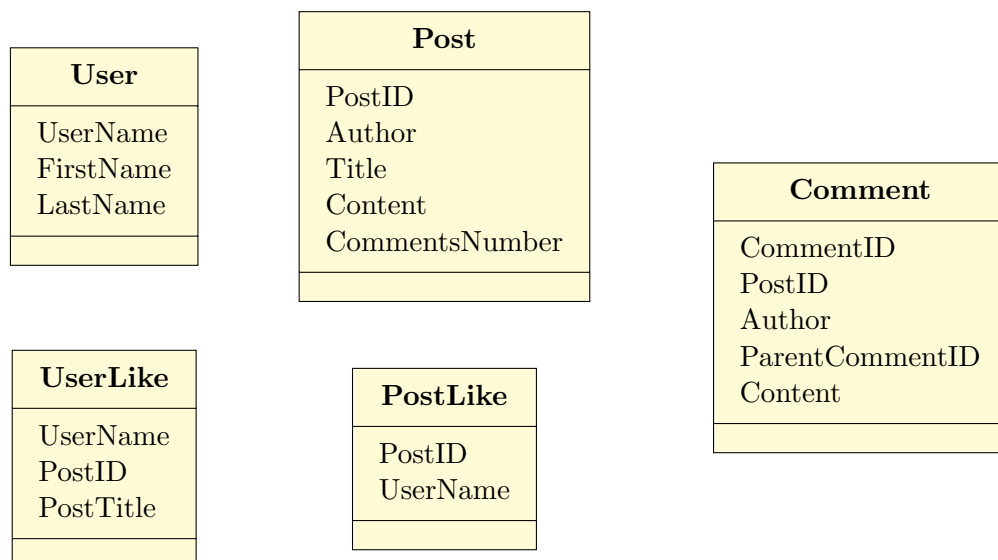 User
UserName
FirstName
LastName
Post
PostID
Author
Title
Content
CommentsNumber
Comment
CommentID
PostID
Author
ParentCommentID
Content
UserLike
UserName
PostID
PostTitle
PostLike
PostID
UserName